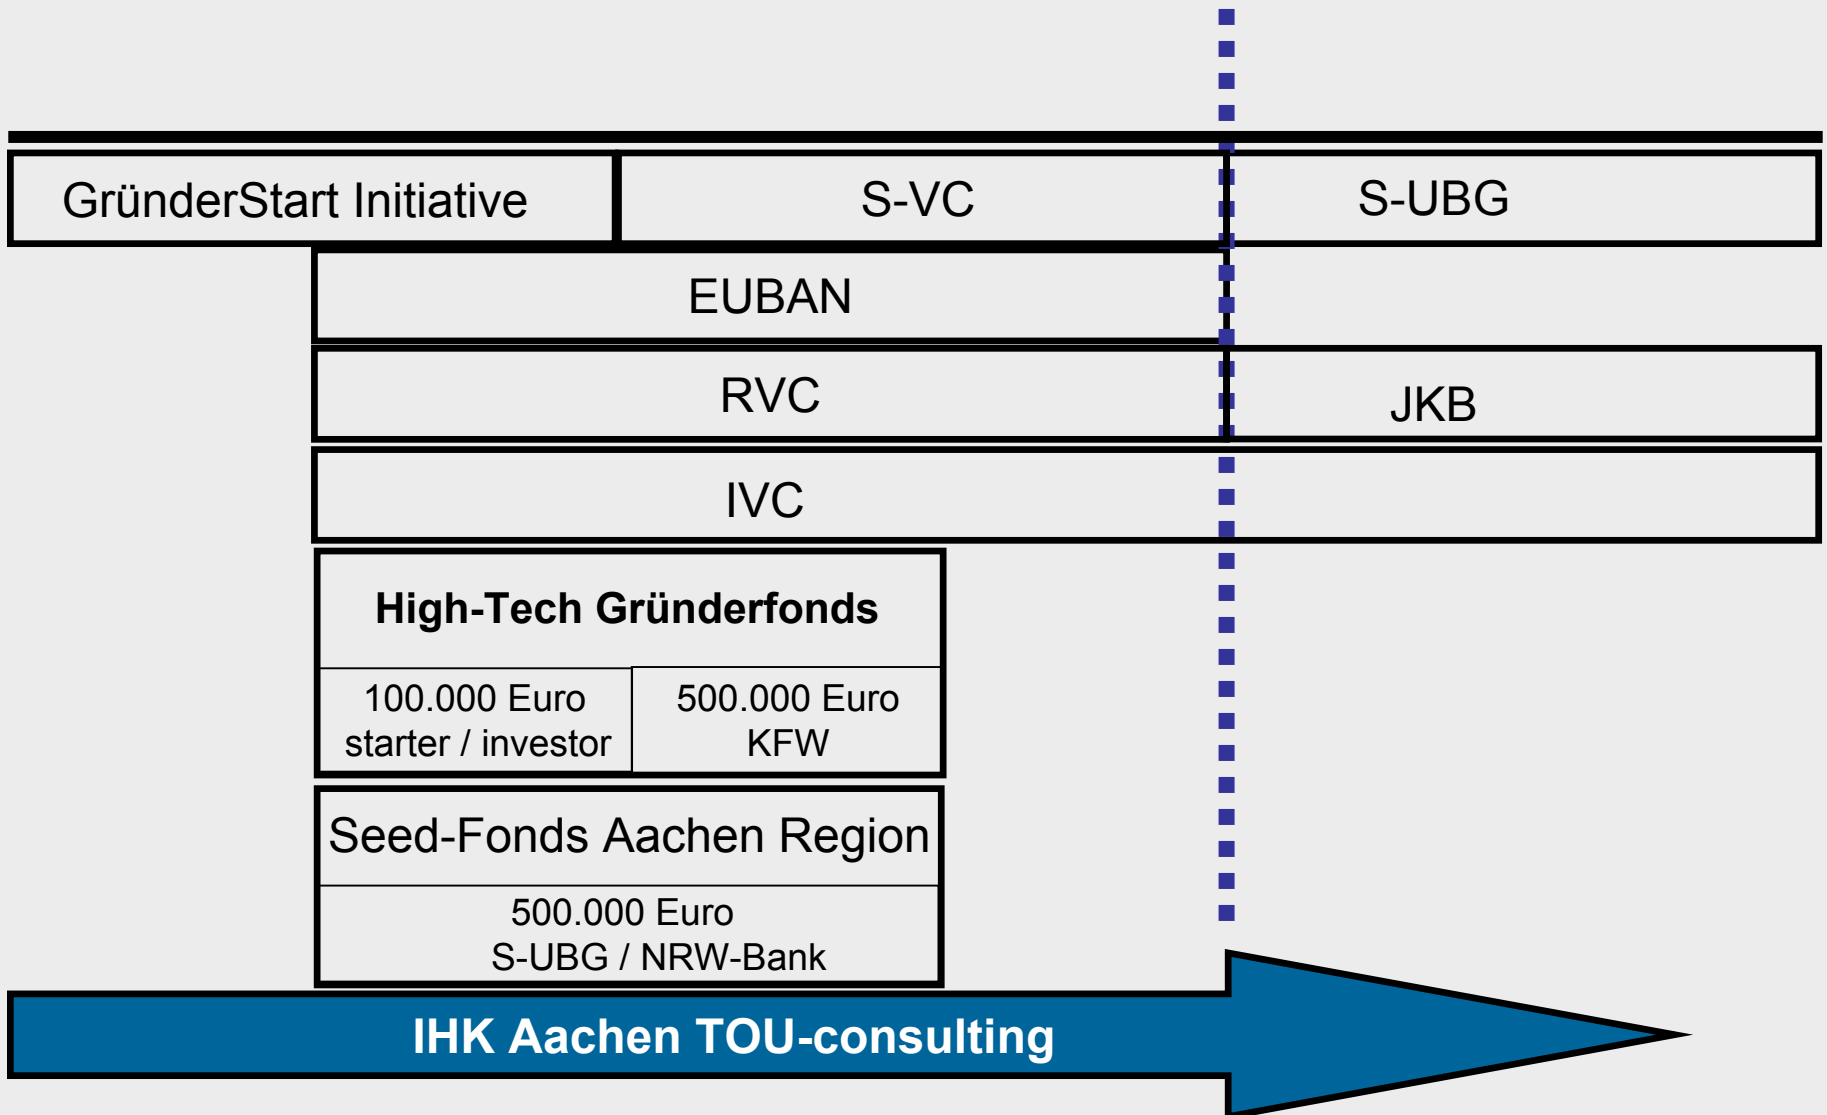 GründerStart Initiative
S-VC
S-UBG
EUBAN
RVC
JKB
IVC
High-Tech Gründerfonds
100.000 Euro
starter / investor
500.000 Euro
KFW
Seed-Fonds Aachen Region
500.000 Euro
S-UBG / NRW-Bank
IHK Aachen TOU-consulting